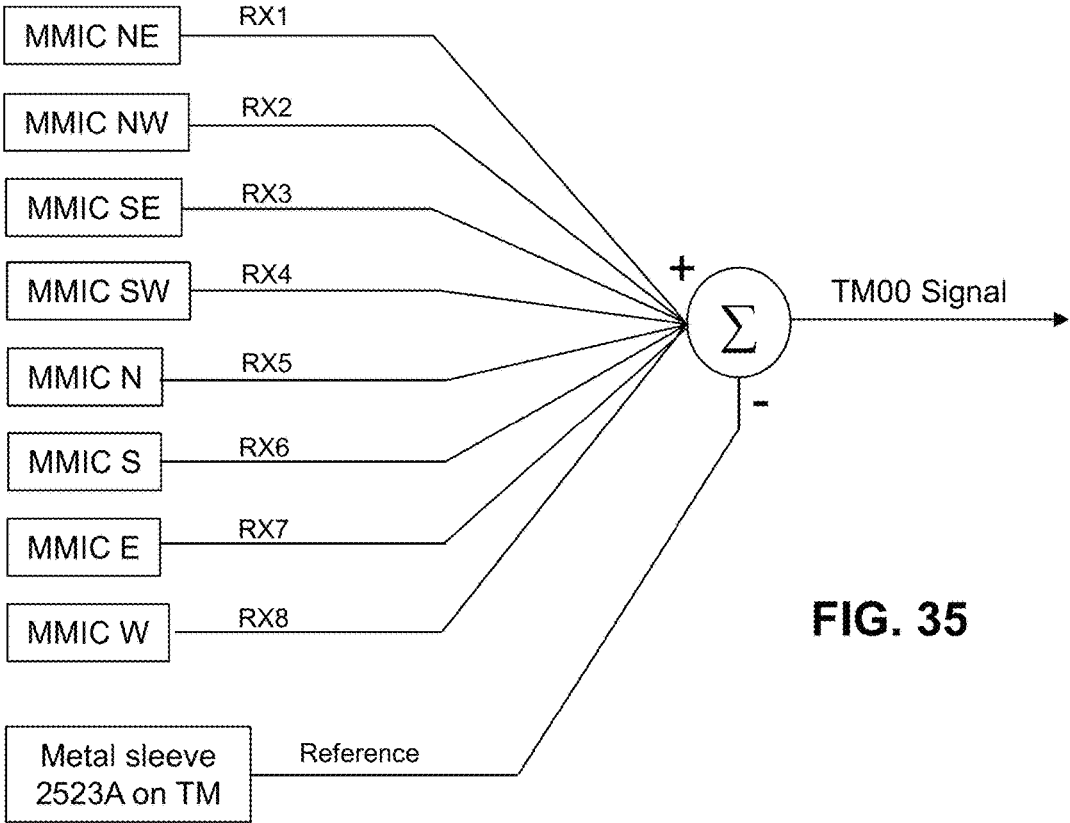 MMIC NE
RX1
MMIC NW
RX2
MMIC SE
RX3
MMIC SW
RX4
+
Σ
TM00 Signal
MMIC N
RX5
-
MMIC S
RX6
MMIC E
RX7
MMIC W
RX8
FIG. 35
Metal sleeve
2523A on TM
Reference